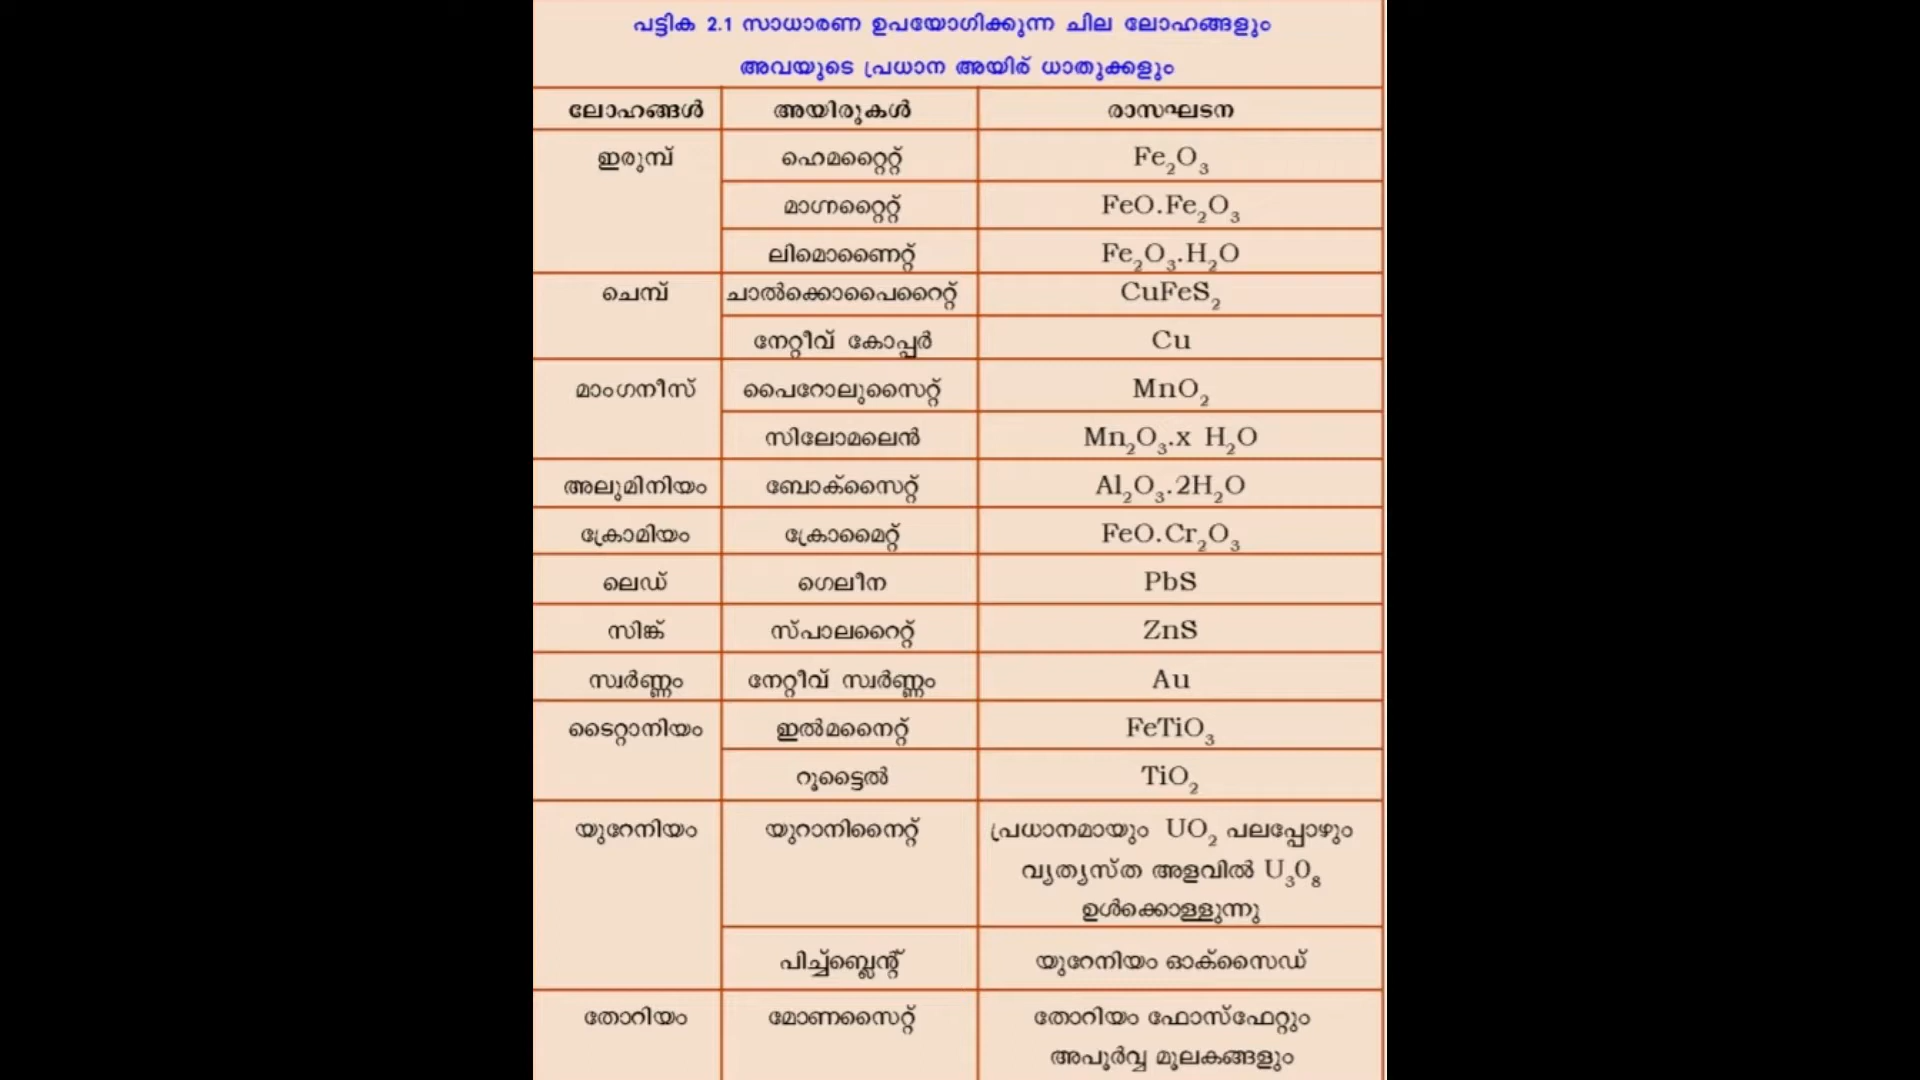 പട്ടിക 2.1 സാധാരണ ഉപയോഗിക്കുന്ന ചില ലോഹങ്ങളും
അവയുടെ പ്രധാന അയിര് ധാതുക്കളും
ലോഹങ്ങൾ അയിരുകൾ രാസഘടന
ഇരുമ്പ് ഹെമറ്റൈറ്റ് Fe₂O₃
മാഗ്നറ്റൈറ്റ് FeO.Fe₂O₃
ലിമൊണൈറ്റ് Fe₂O₃.H₂O
ചെമ്പ് ചാൽക്കൊപൈറൈറ്റ് CuFeS₂
നേറ്റീവ് കോപ്പർ Cu
മാംഗനീസ് പൈറോലുസൈറ്റ് MnO₂
സിലോമലെൻ Mn₂O₃.x H₂O
അലുമിനിയം ബോക്സൈറ്റ് Al₂O₃.2H₂O
ക്രോമിയം ക്രോമൈറ്റ് FeO.Cr₂O₃
ലെഡ് ഗെലീന PbS
സിങ്ക് സ്പാലറൈറ്റ് ZnS
സ്വർണ്ണം നേറ്റീവ് സ്വർണ്ണം Au
ടൈറ്റാനിയം ഇൽമനൈറ്റ് FeTiO₃
റൂട്ടൈൽ TiO₂
യുറേനിയം യുറാനിനൈറ്റ് പ്രധാനമായും UO₂ പലപ്പോഴും
വ്യത്യസ്ത അളവിൽ U₃0₈
ഉൾക്കൊള്ളുന്നു
പിച്ച്ബ്ലെന്റ് യുറേനിയം ഓക്സൈഡ്
തോറിയം മോണസൈറ്റ് തോറിയം ഫോസ്ഫേറ്റും
അപൂർവ്വ മൂലകങ്ങളും